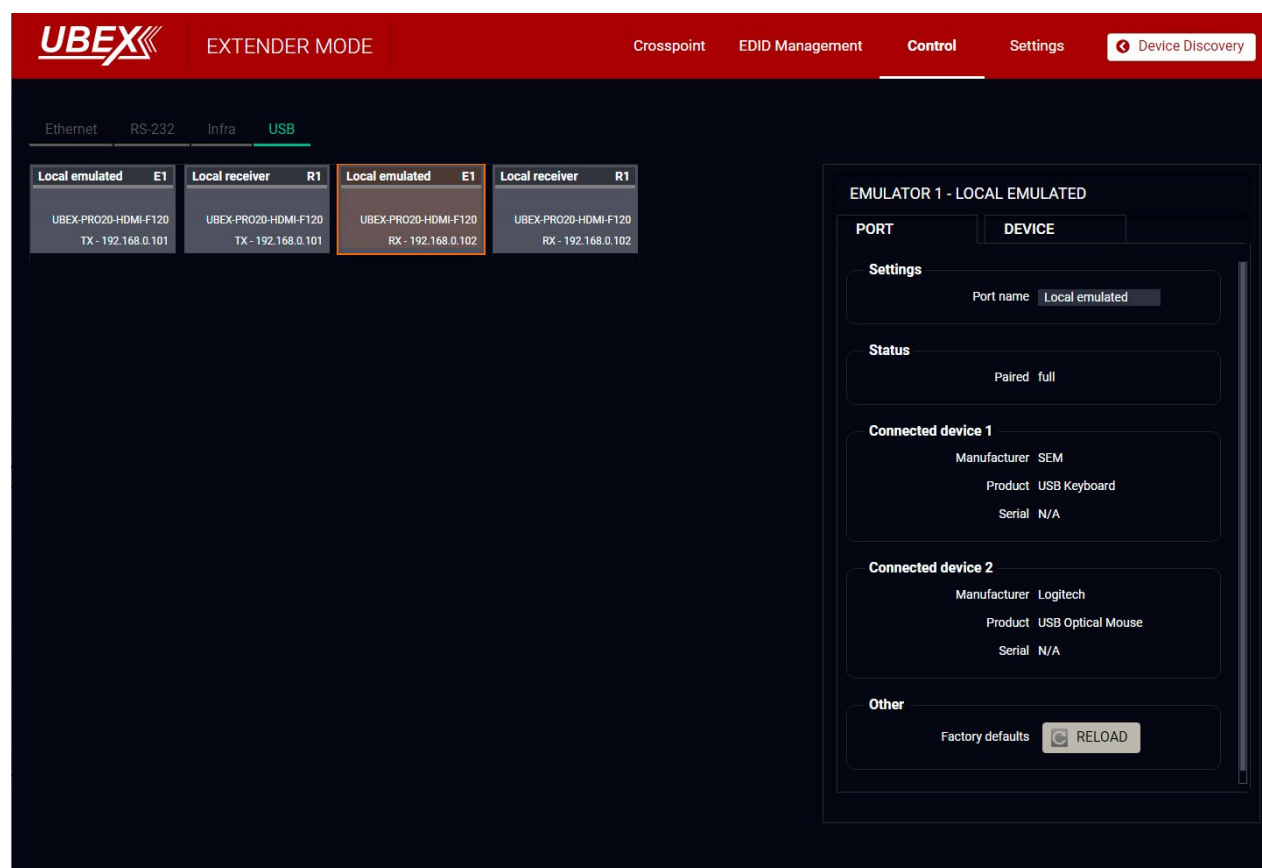 UBEX EXTENDER MODE Crosspoint EDID Management Control Settings Device Discovery
Ethernet RS-232 Infra USB
Local emulated E1
UBEX-PRO20-HDMI-F120
TX - 192.168.0.101
Local receiver R1
UBEX-PRO20-HDMI-F120
TX - 192.168.0.101
Local emulated E1
UBEX-PRO20-HDMI-F120
RX - 192.168.0.102
Local receiver R1
UBEX-PRO20-HDMI-F120
RX - 192.168.0.102
EMULATOR 1 - LOCAL EMULATED
PORT DEVICE
Settings
Port name Local emulated
Status
Paired full
Connected device 1
Manufacturer SEM
Product USB Keyboard
Serial N/A
Connected device 2
Manufacturer Logitech
Product USB Optical Mouse
Serial N/A
Other
Factory defaults RELOAD